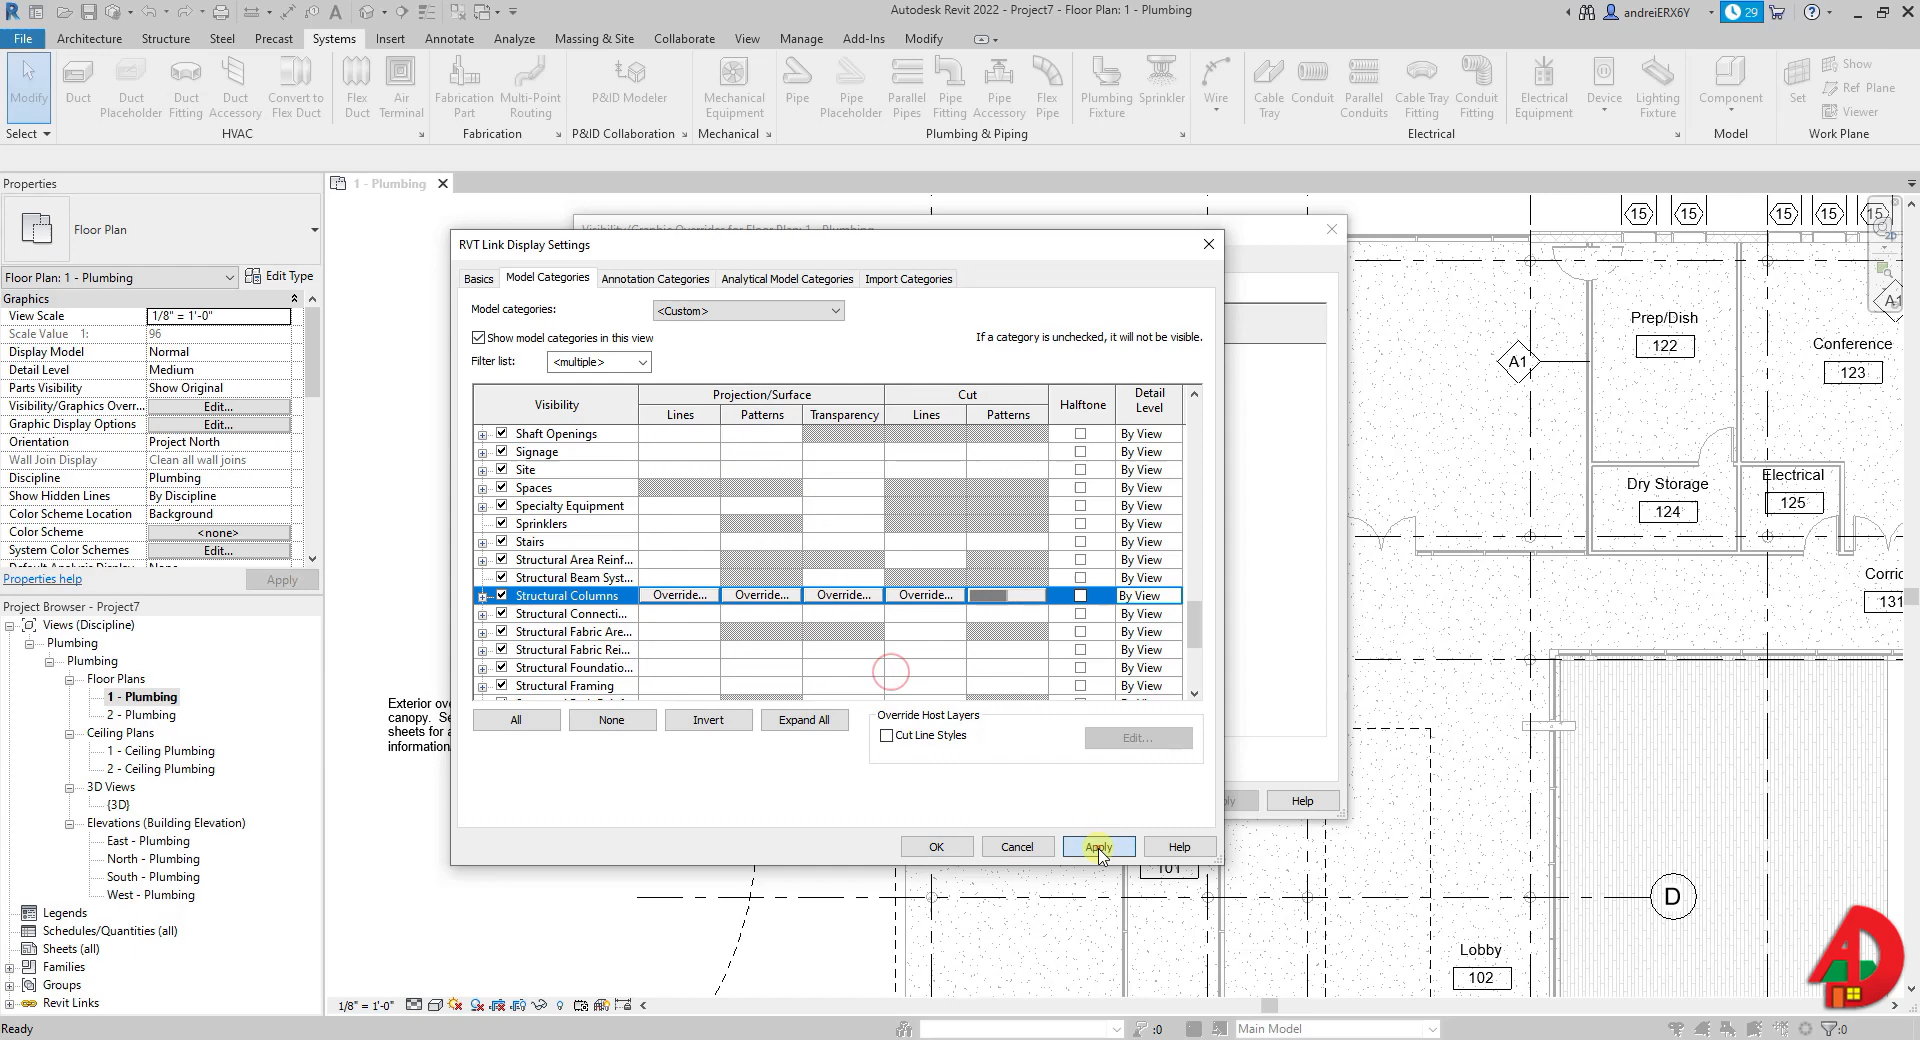 Autodesk Revit 2022 - Project7 - Floor Plan: 1 - Plumbing
andreiERX6Y
29
File Architecture Structure Steel Precast Systems Insert Annotate Analyze Massing & Site Collaborate View Manage Add-Ins Modify
Modify Duct Duct Placeholder Duct Fitting Duct Accessory Convert to Flex Duct Flex Duct Air Terminal Fabrication Part Multi-Point Routing P&ID Modeler Mechanical Equipment Pipe Pipe Placeholder Parallel Pipes Pipe Fitting Pipe Accessory Flex Pipe Plumbing Fixture Sprinkler Wire Cable Tray Conduit Parallel Conduits Cable Tray Fitting Conduit Fitting Electrical Equipment Device Lighting Fixture Component Set Show Ref Plane Viewer
Select HVAC Fabrication P&ID Collaboration Mechanical Plumbing & Piping Electrical Model Work Plane
Properties
Floor Plan
Floor Plan: 1 - Plumbing Edit Type
Graphics
View Scale 1/8" = 1'-0"
Scale Value 1: 96
Display Model Normal
Detail Level Medium
Parts Visibility Show Original
Visibility/Graphics Overr... Edit...
Graphic Display Options Edit...
Orientation Project North
Wall Join Display Clean all wall joins
Discipline Plumbing
Show Hidden Lines By Discipline
Color Scheme Location Background
Color Scheme <none>
System Color Schemes Edit...
Properties help Apply
Project Browser - Project7
Views (Discipline)
Plumbing
Plumbing
Floor Plans
1 - Plumbing
2 - Plumbing
Ceiling Plans
1 - Ceiling Plumbing
2 - Ceiling Plumbing
3D Views
{3D}
Elevations (Building Elevation)
East - Plumbing
North - Plumbing
South - Plumbing
West - Plumbing
Legends
Schedules/Quantities (all)
Sheets (all)
Families
Groups
Revit Links
Ready
1 - Plumbing
RVT Link Display Settings
Basics Model Categories Annotation Categories Analytical Model Categories Import Categories
Model categories: <Custom>
Show model categories in this view
If a category is unchecked, it will not be visible.
Filter list: <multiple>
Visibility Projection/Surface Cut Halftone Detail Level
Lines Patterns Transparency Lines Patterns
Shaft Openings By View
Signage By View
Site By View
Spaces By View
Specialty Equipment By View
Sprinklers By View
Stairs By View
Structural Area Reinf... By View
Structural Beam Syst... By View
Structural Columns Override... Override... Override... Override... By View
Structural Connecti... By View
Structural Fabric Are... By View
Structural Fabric Rei... By View
Structural Foundatio... By View
Structural Framing By View
All None Invert Expand All
Override Host Layers
Cut Line Styles Edit...
OK Cancel Apply Help
Help
Exterior ov
canopy. Se
sheets for a
information
15 15 15 15 15
A1
A1
Prep/Dish
122
Conference
123
Dry Storage
124
Electrical
125
Corric
131
101
D
Lobby
102
1/8" = 1'-0"
:0 Main Model :0